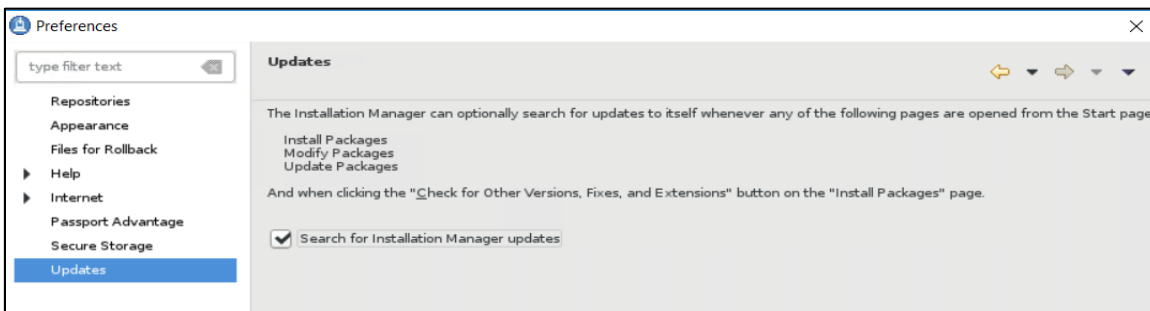 Preferences
type filter text
Repositories
Appearance
Files for Rollback
Help
Internet
Passport Advantage
Secure Storage
Updates
Updates
The Installation Manager can optionally search for updates to itself whenever any of the following pages are opened from the Start page
Install Packages
Modify Packages
Update Packages
And when clicking the "Check for Other Versions, Fixes, and Extensions" button on the "Install Packages" page.
Search for Installation Manager updates